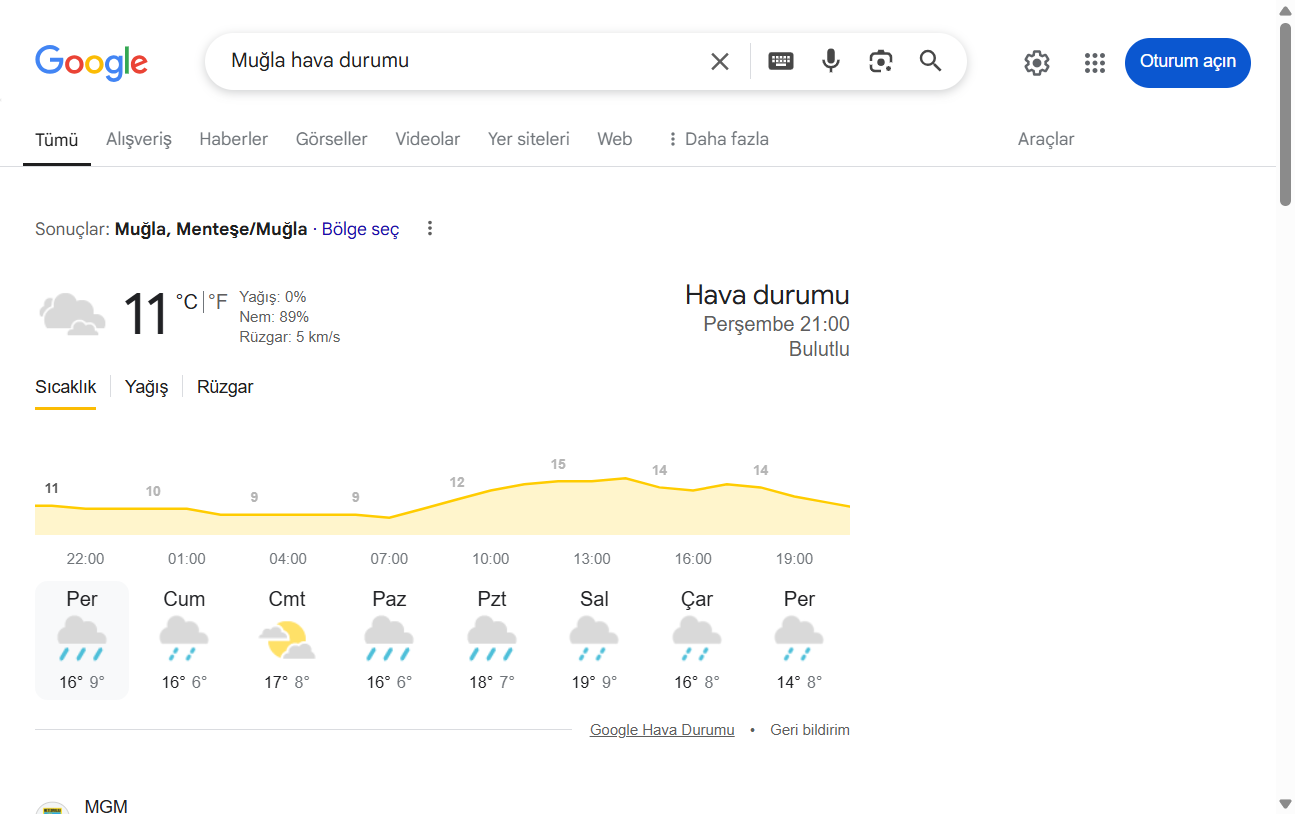 Google
Muğla hava durumu
Oturum açın
Tümü
Alışveriş
Haberler
Görseller
Videolar
Yer siteleri
Web
Daha fazla
Araçlar
Sonuçlar: Muğla, Menteşe/Muğla · Bölge seç
11 °C | °F
Yağış: 0%
Nem: 89%
Rüzgar: 5 km/s
Hava durumu
Perşembe 21:00
Bulutlu
Sıcaklık
Yağış
Rüzgar
11 10 9 9 12 15 14 14
22:00 01:00 04:00 07:00 10:00 13:00 16:00 19:00
Per Cum Cmt Paz Pzt Sal Çar Per
16° 9° 16° 6° 17° 8° 16° 6° 18° 7° 19° 9° 16° 8° 14° 8°
Google Hava Durumu • Geri bildirim
MGM